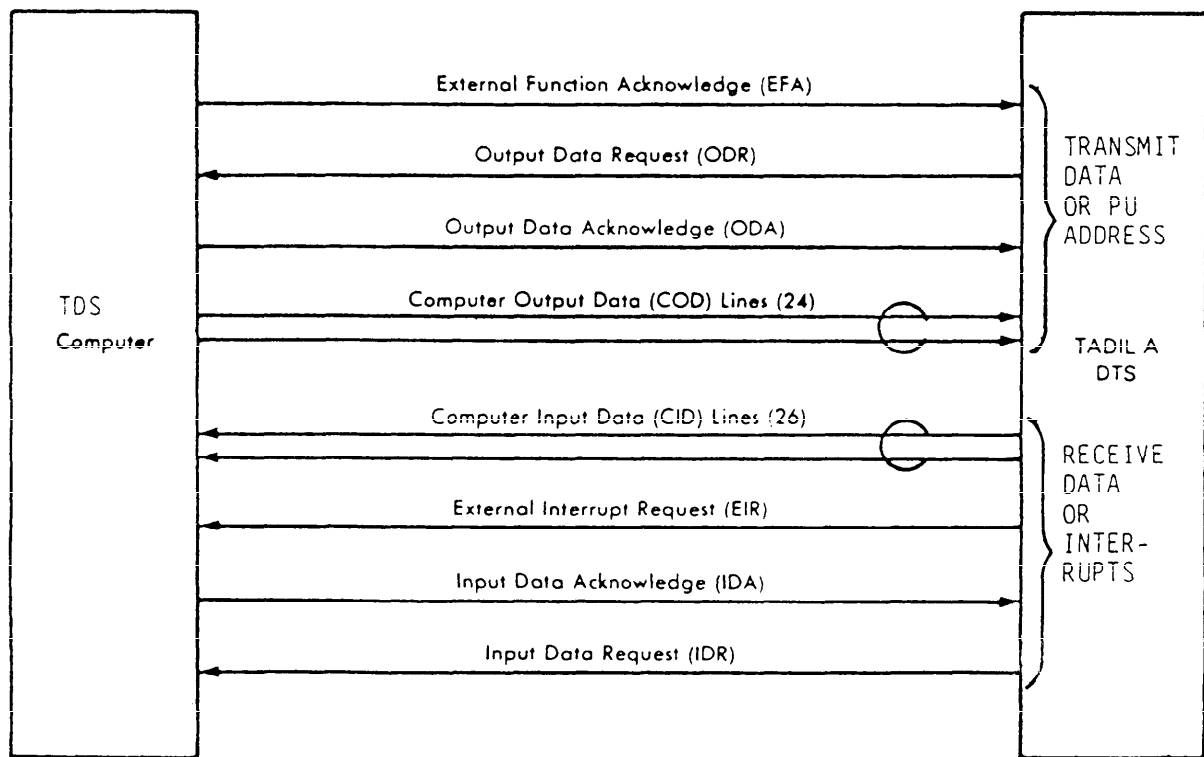 External Function Acknowledge (EFA)
Output Data Request (ODR)
Output Data Acknowledge (ODA)
Computer Output Data (COD) Lines (24)
TRANSMIT
DATA
OR PU
ADDRESS
TDS
Computer
TADIL A
DTS
Computer Input Data (CID) Lines (26)
External Interrupt Request (EIR)
Input Data Acknowledge (IDA)
Input Data Request (IDR)
RECEIVE
DATA
OR
INTER-
RUPTS